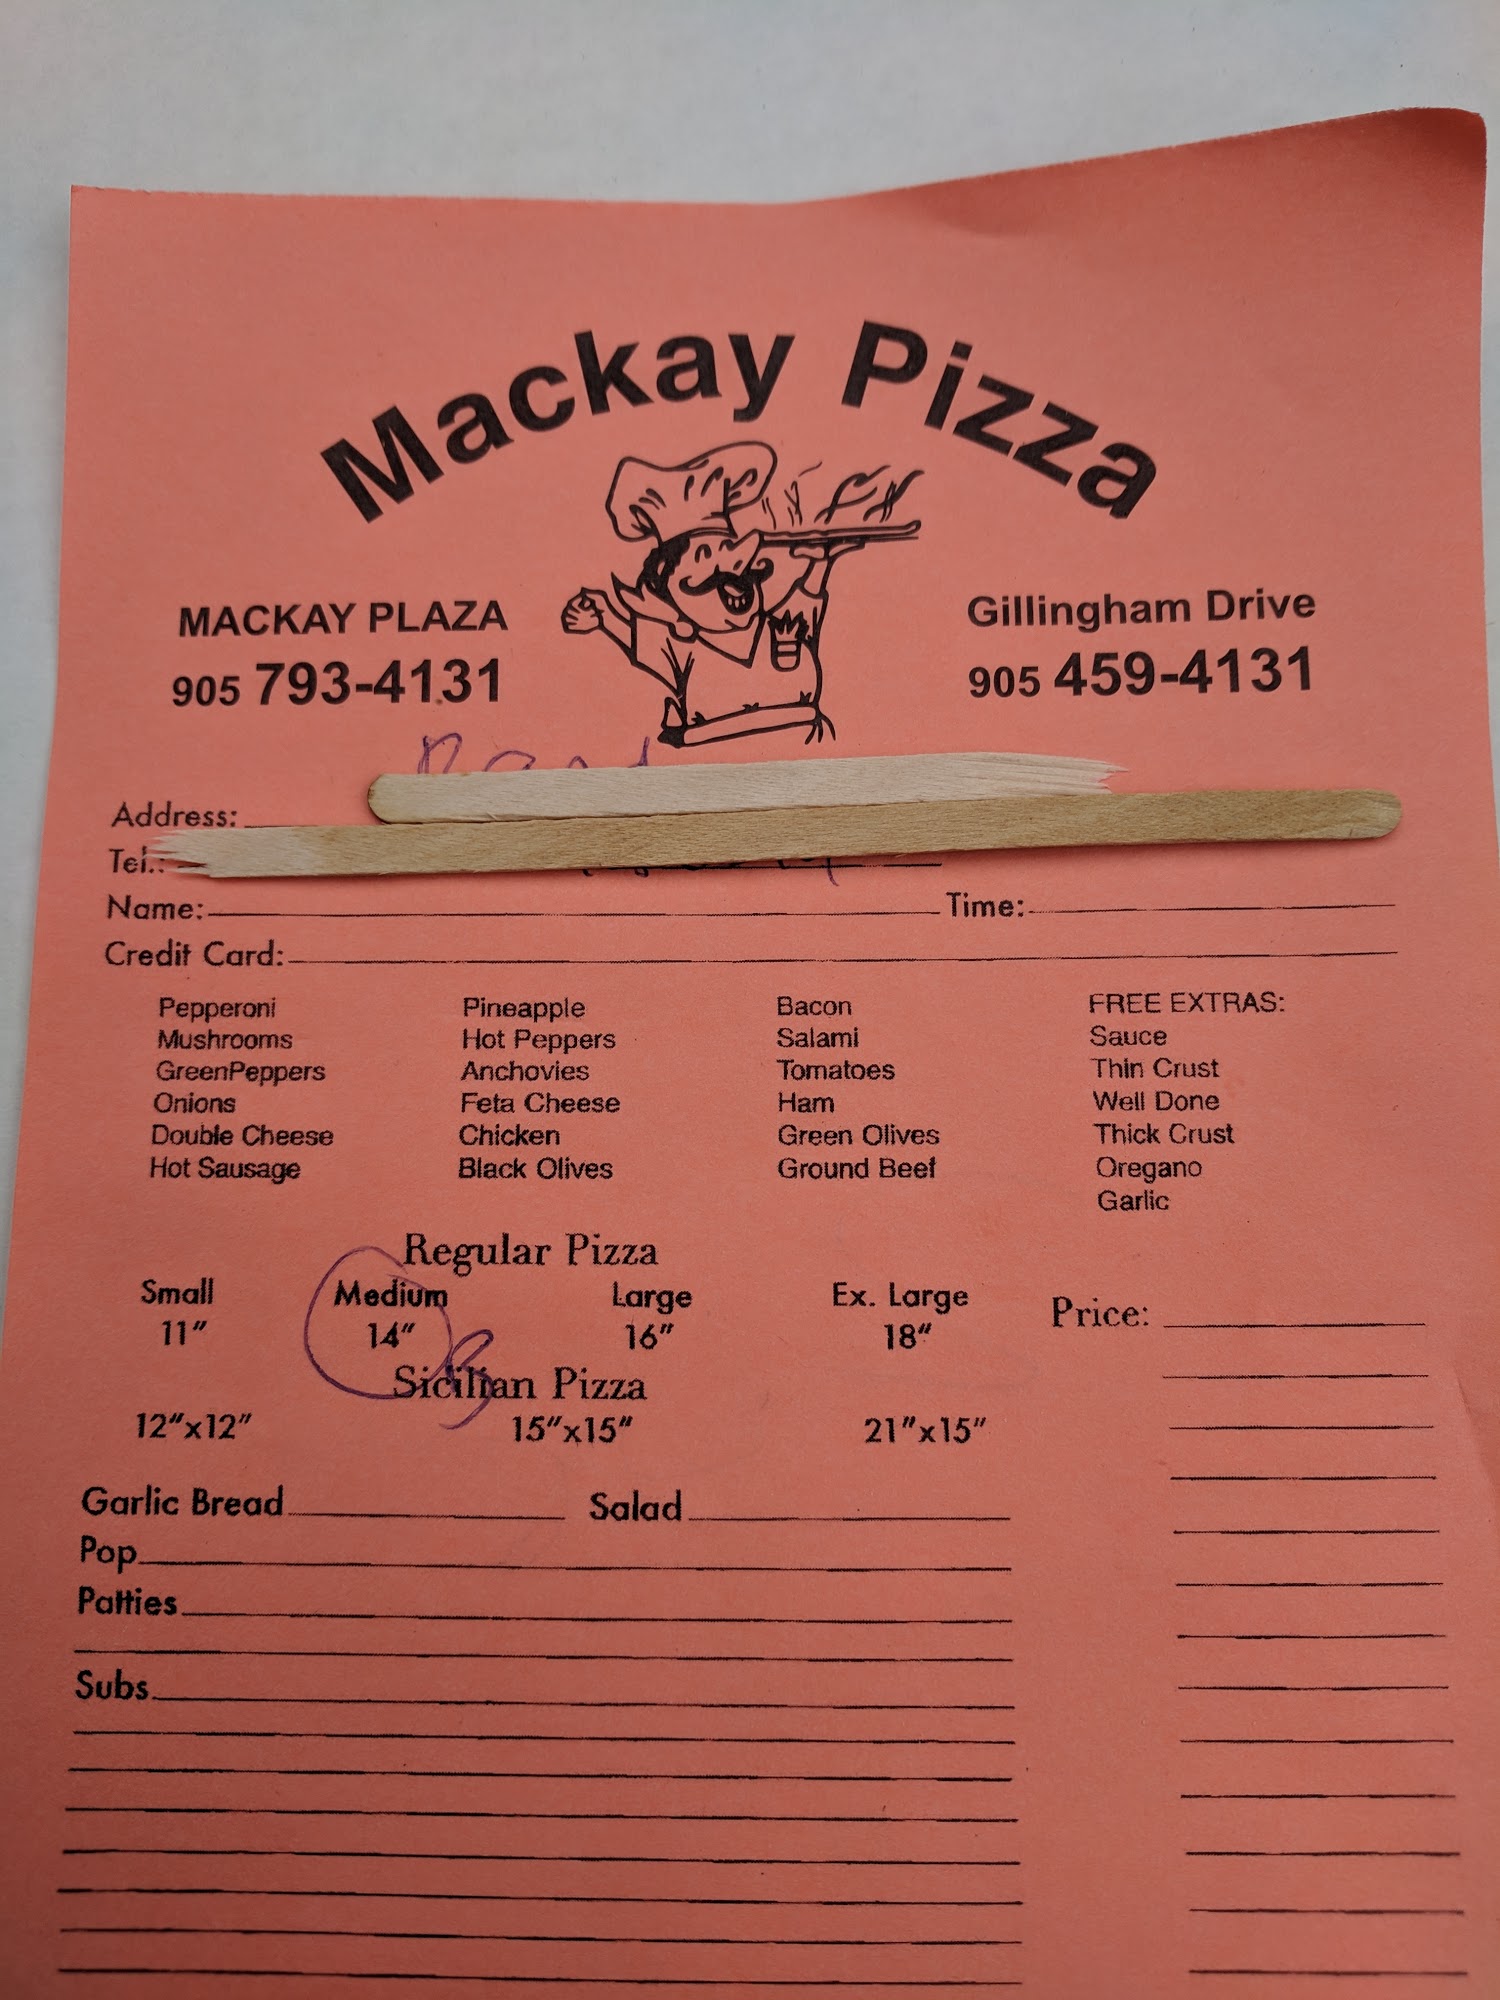 Mackay Pizza
MACKAY PLAZA Gillingham Drive
905 793-4131 905 459-4131
Address:
Tel.:
Name: Time:
Credit Card:
Pepperoni Pineapple Bacon FREE EXTRAS:
Mushrooms Hot Peppers Salami Sauce
GreenPeppers Anchovies Tomatoes Thin Crust
Onions Feta Cheese Ham Well Done
Double Cheese Chicken Green Olives Thick Crust
Hot Sausage Black Olives Ground Beef Oregano
Garlic
Regular Pizza
Small Medium Large Ex. Large Price:
11" 14" 16" 18"
Sicilian Pizza
12"x12" 15"x15" 21"x15"
Garlic Bread Salad
Pop
Patties
Subs